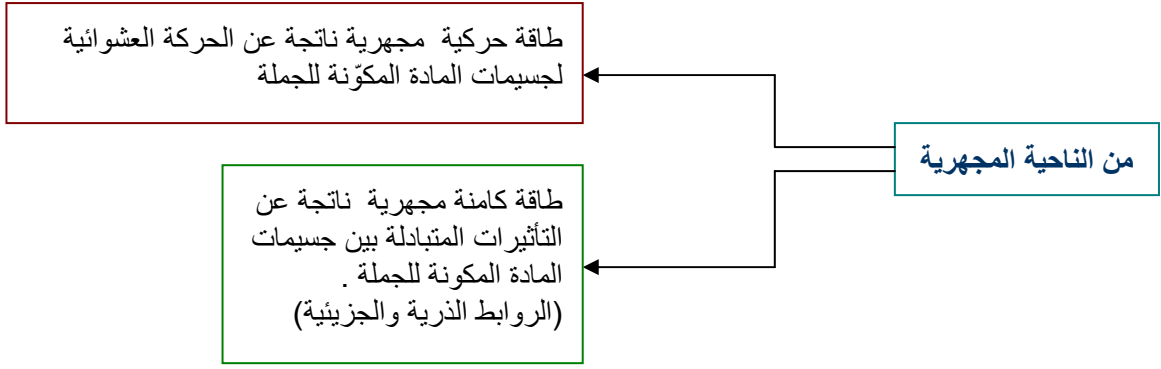 من الناحية المجهرية
طاقة حركية مجهرية ناتجة عن الحركة العشوائية
لجسيمات المادة المكوّنة للجملة
طاقة كامنة مجهرية ناتجة عن
التأثيرات المتبادلة بين جسيمات
المادة المكونة للجملة .
(الروابط الذرية والجزيئية)